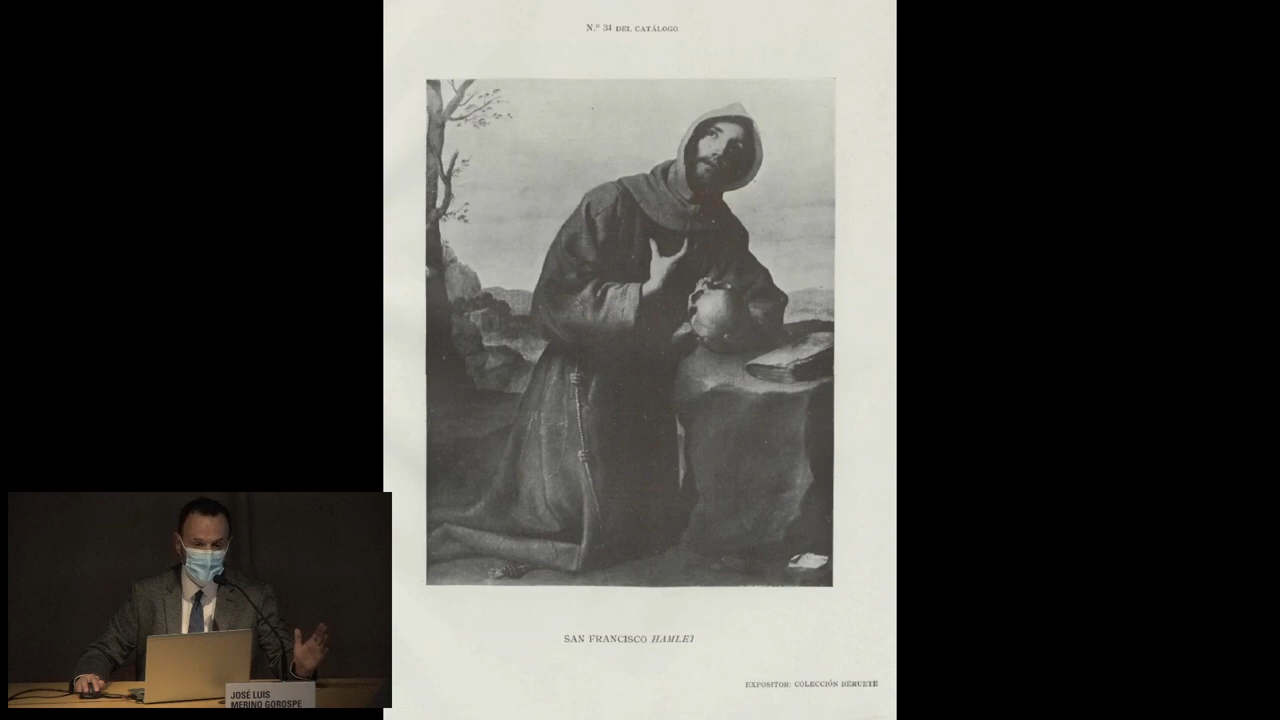 N.º 34 DEL CATÁLOGO
SAN FRANCISCO HAMLET
EXPOSITOR: COLECCIÓN BERUETE
JOSÉ LUIS
MERINO GOROSPE